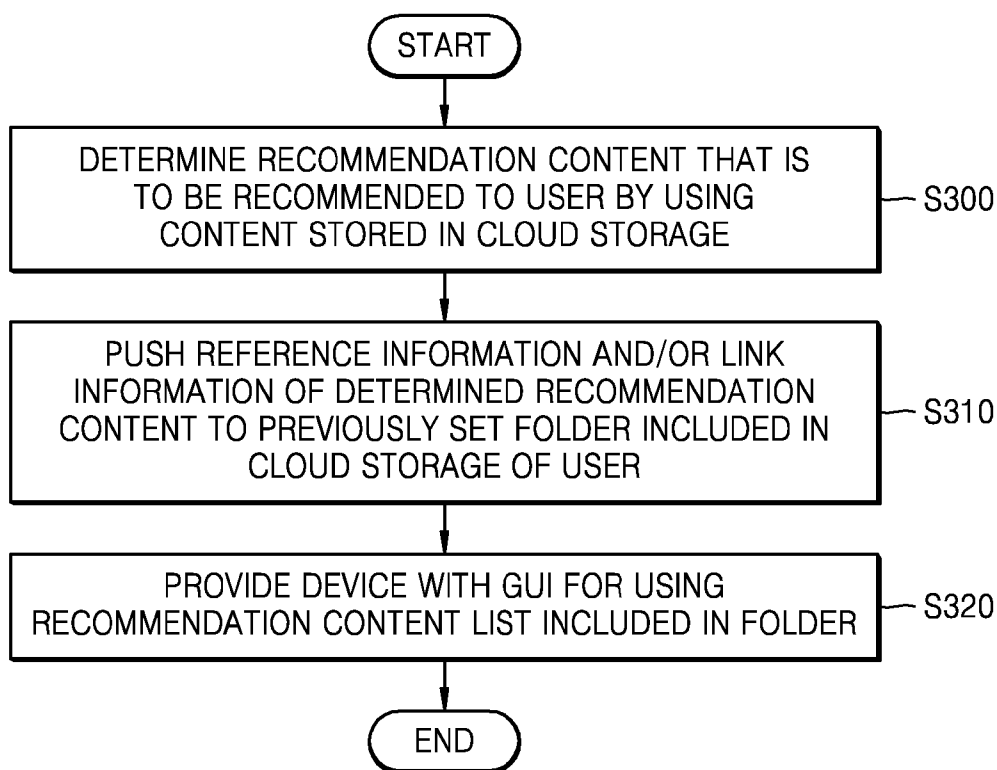 START
DETERMINE RECOMMENDATION CONTENT THAT IS
TO BE RECOMMENDED TO USER BY USING
CONTENT STORED IN CLOUD STORAGE
S300
PUSH REFERENCE INFORMATION AND/OR LINK
INFORMATION OF DETERMINED RECOMMENDATION
CONTENT TO PREVIOUSLY SET FOLDER INCLUDED IN
CLOUD STORAGE OF USER
S310
PROVIDE DEVICE WITH GUI FOR USING
RECOMMENDATION CONTENT LIST INCLUDED IN FOLDER
S320
END